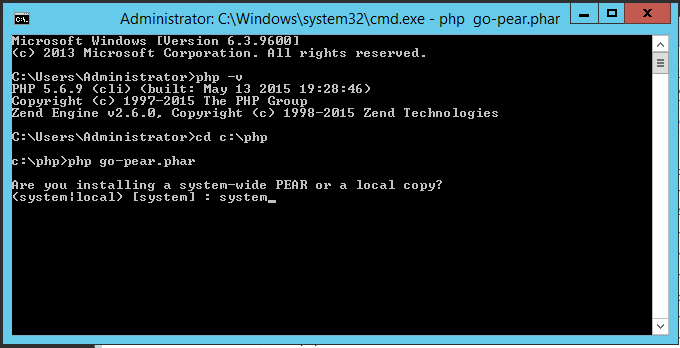 Administrator: C:\Windows\system32\cmd.exe - php  go-pear.phar
Microsoft Windows [Version 6.3.9600]
(c) 2013 Microsoft Corporation. All rights reserved.
C:\Users\Administrator>php -v
PHP 5.6.9 (cli) (built: May 13 2015 19:28:46)
Copyright (c) 1997-2015 The PHP Group
Zend Engine v2.6.0, Copyright (c) 1998-2015 Zend Technologies
C:\Users\Administrator>cd c:\php
c:\php>php go-pear.phar
Are you installing a system-wide PEAR or a local copy?
(system|local) [system] : system_